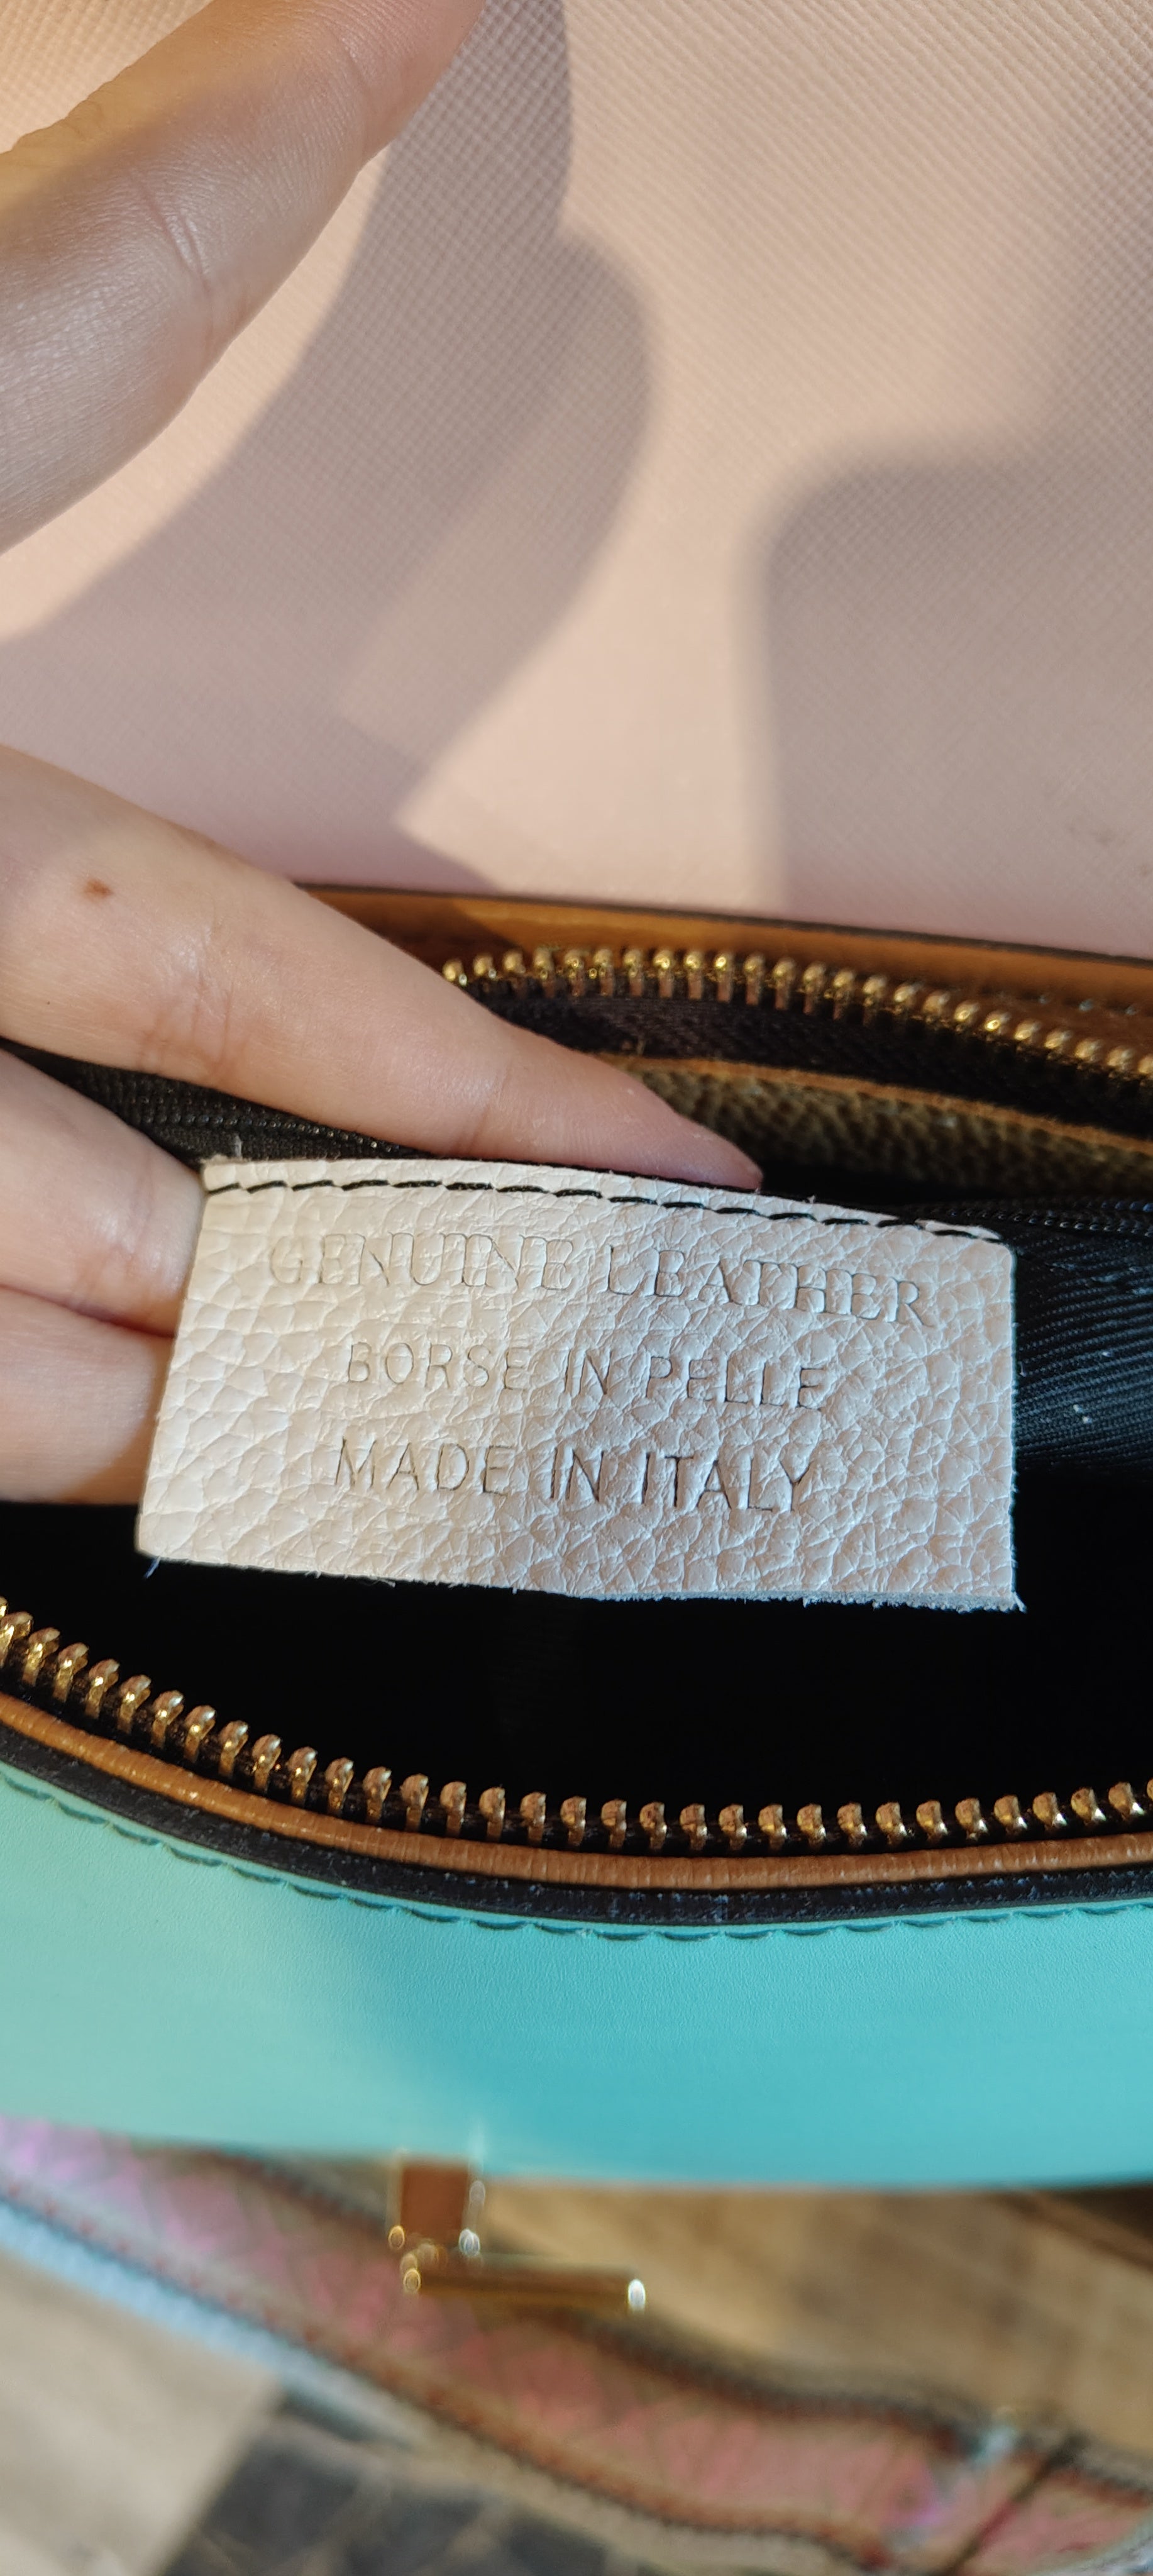 GENUINE LEATHER
BORSE IN PELLE
MADE IN ITALY